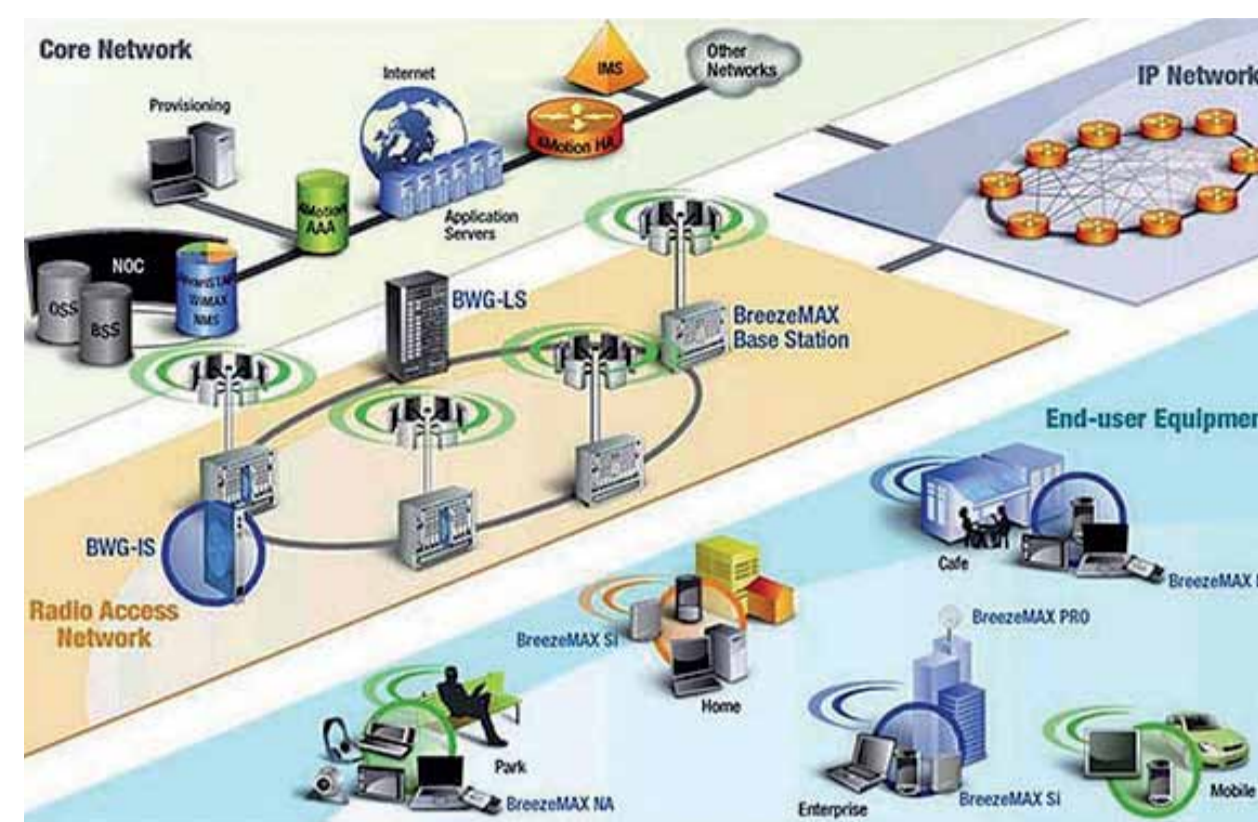 Core Network
Provisioning
Internet
IMS
Other
Networks
4Motion HA
IP Network
4Motion
AAA
Application
Servers
NOC
OSS
BSS
WiMAX
NMS
BWG-LS
BreezeMAX
Base Station
BWG-IS
Radio Access
Network
End-user Equipmen
Cafe
BreezeMAX
BreezeMAX PRO
BreezeMAX Si
Home
Park
BreezeMAX NA
Enterprise
BreezeMAX Si
Mobile